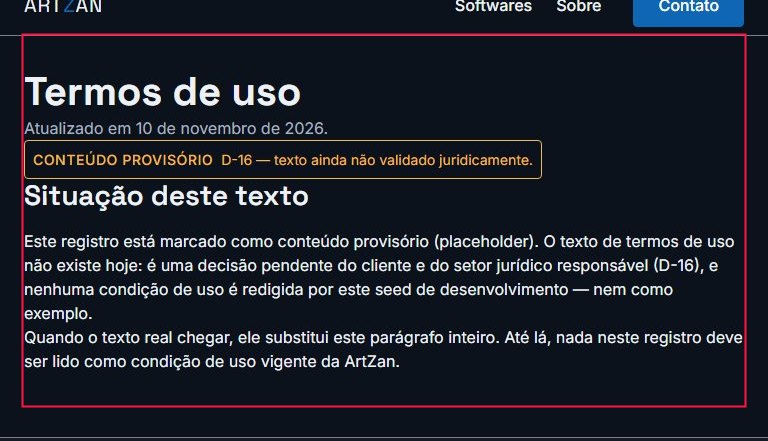 ARTZAN
Softwares Sobre Contato
Termos de uso
Atualizado em 10 de novembro de 2026.
CONTEÚDO PROVISÓRIO D-16 — texto ainda não validado juridicamente.
Situação deste texto
Este registro está marcado como conteúdo provisório (placeholder). O texto de termos de uso
não existe hoje: é uma decisão pendente do cliente e do setor jurídico responsável (D-16), e
nenhuma condição de uso é redigida por este seed de desenvolvimento — nem como
exemplo.
Quando o texto real chegar, ele substitui este parágrafo inteiro. Até lá, nada neste registro deve
ser lido como condição de uso vigente da ArtZan.